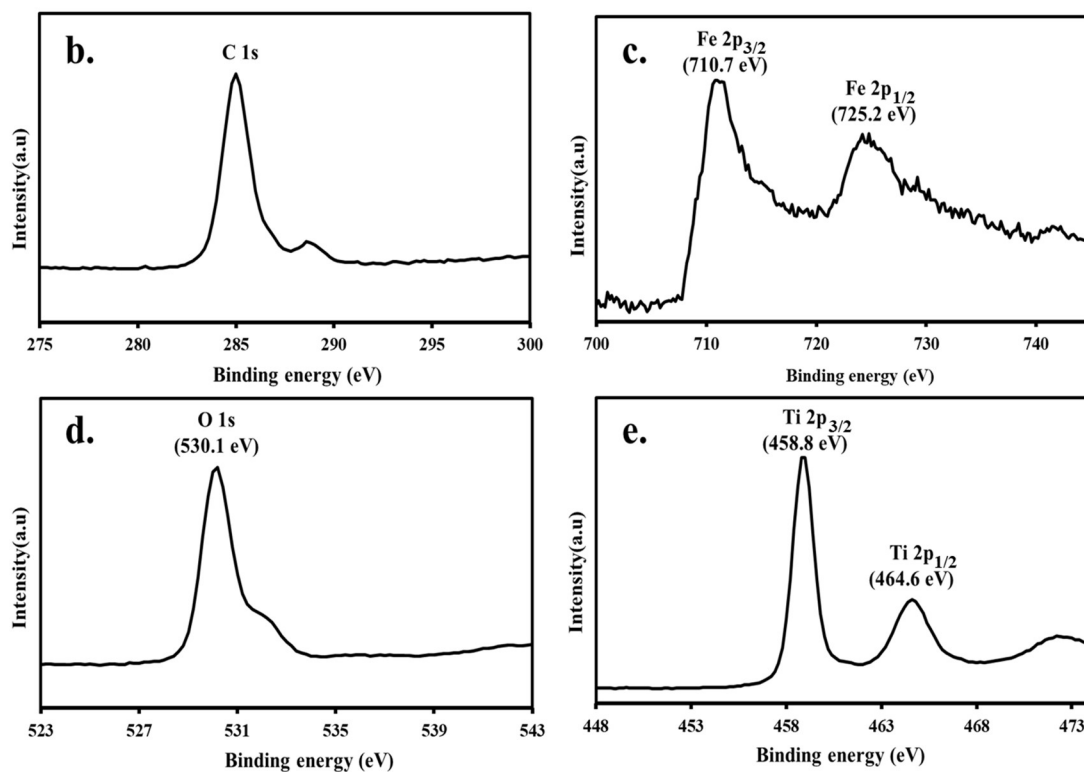 b.
C 1s
Intensity(a.u)
275 280 285 290 295 300
Binding energy (eV)
c.
Fe 2p3/2
(710.7 eV)
Fe 2p1/2
(725.2 eV)
Intensity(a.u)
700 710 720 730 740
Binding energy (eV)
d.
O 1s
(530.1 eV)
Intensity(a.u)
523 527 531 535 539 543
Binding energy (eV)
e.
Ti 2p3/2
(458.8 eV)
Ti 2p1/2
(464.6 eV)
Intensity(a.u)
448 453 458 463 468 473
Binding energy (eV)